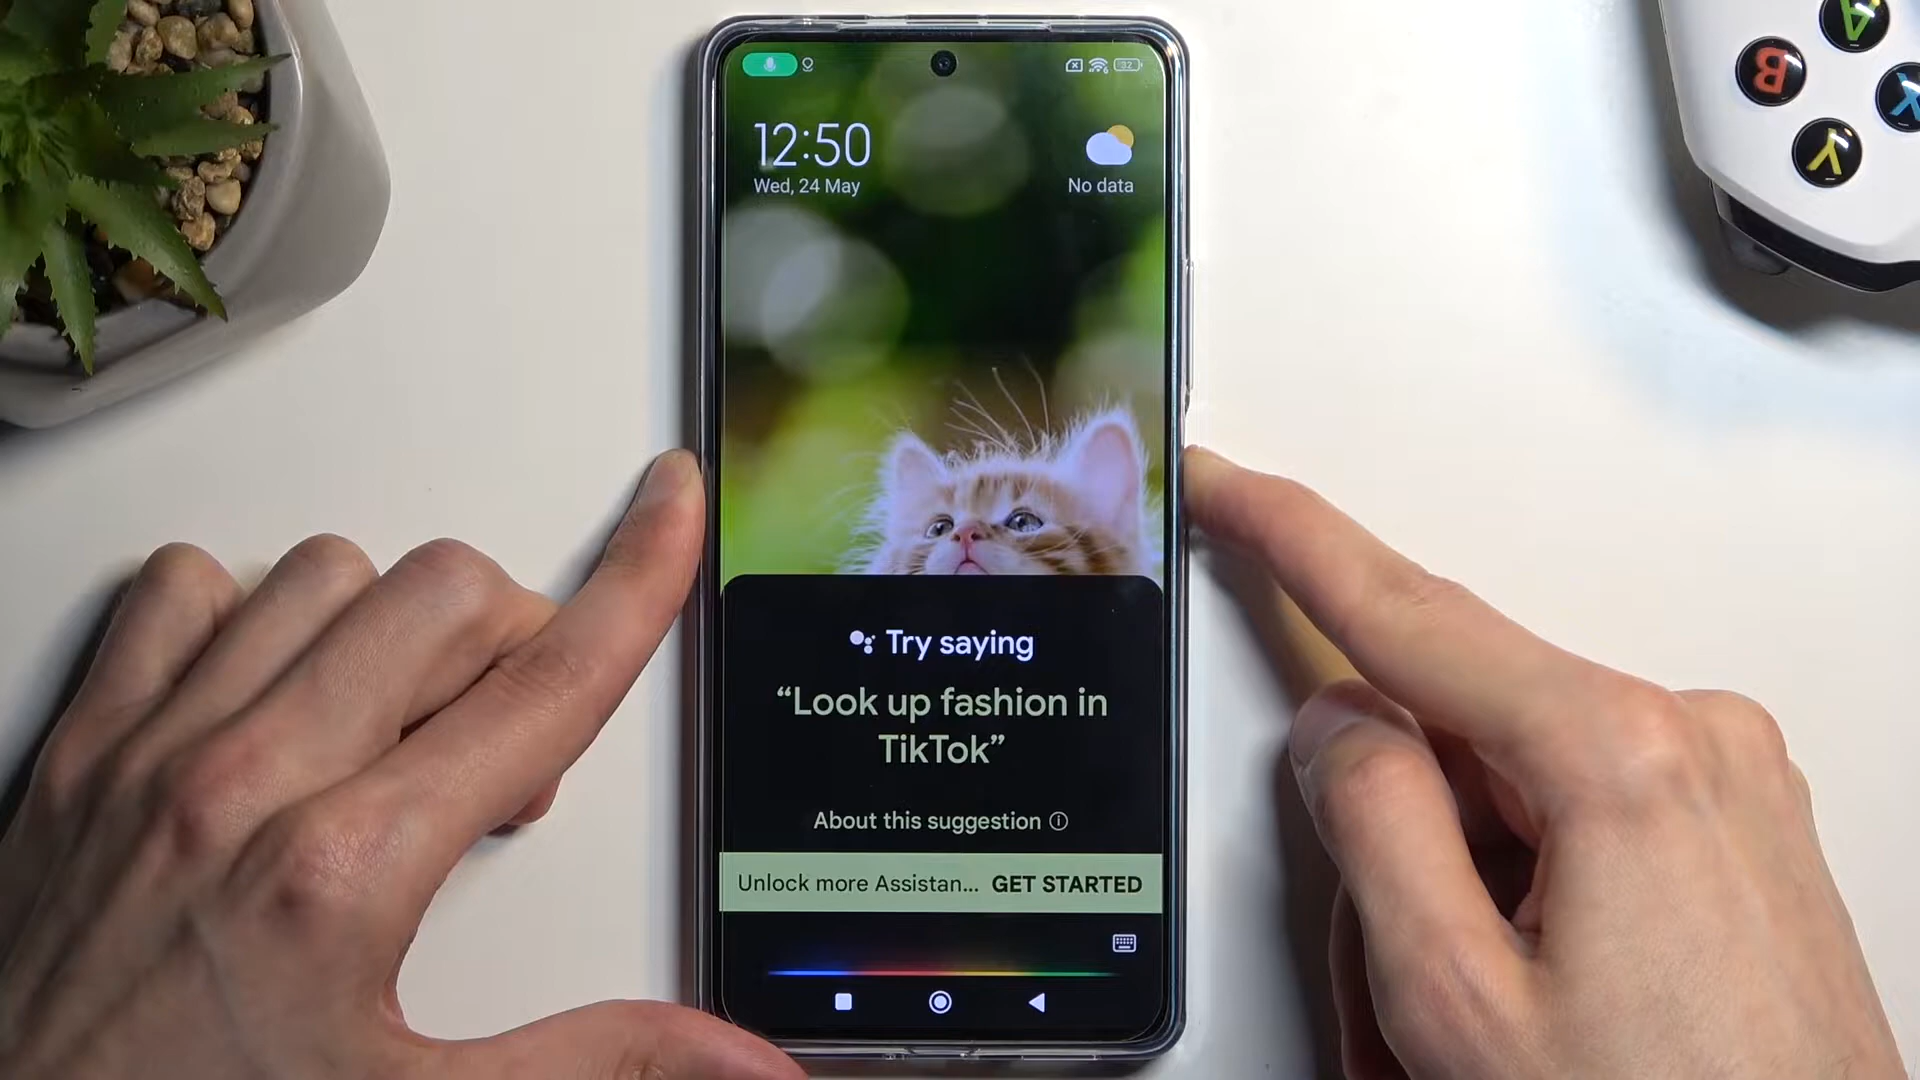 32
12:50
Wed, 24 May
No data
Try saying
“Look up fashion in
TikTok”
About this suggestion
Unlock more Assistan... GET STARTED
A
B
X
Y